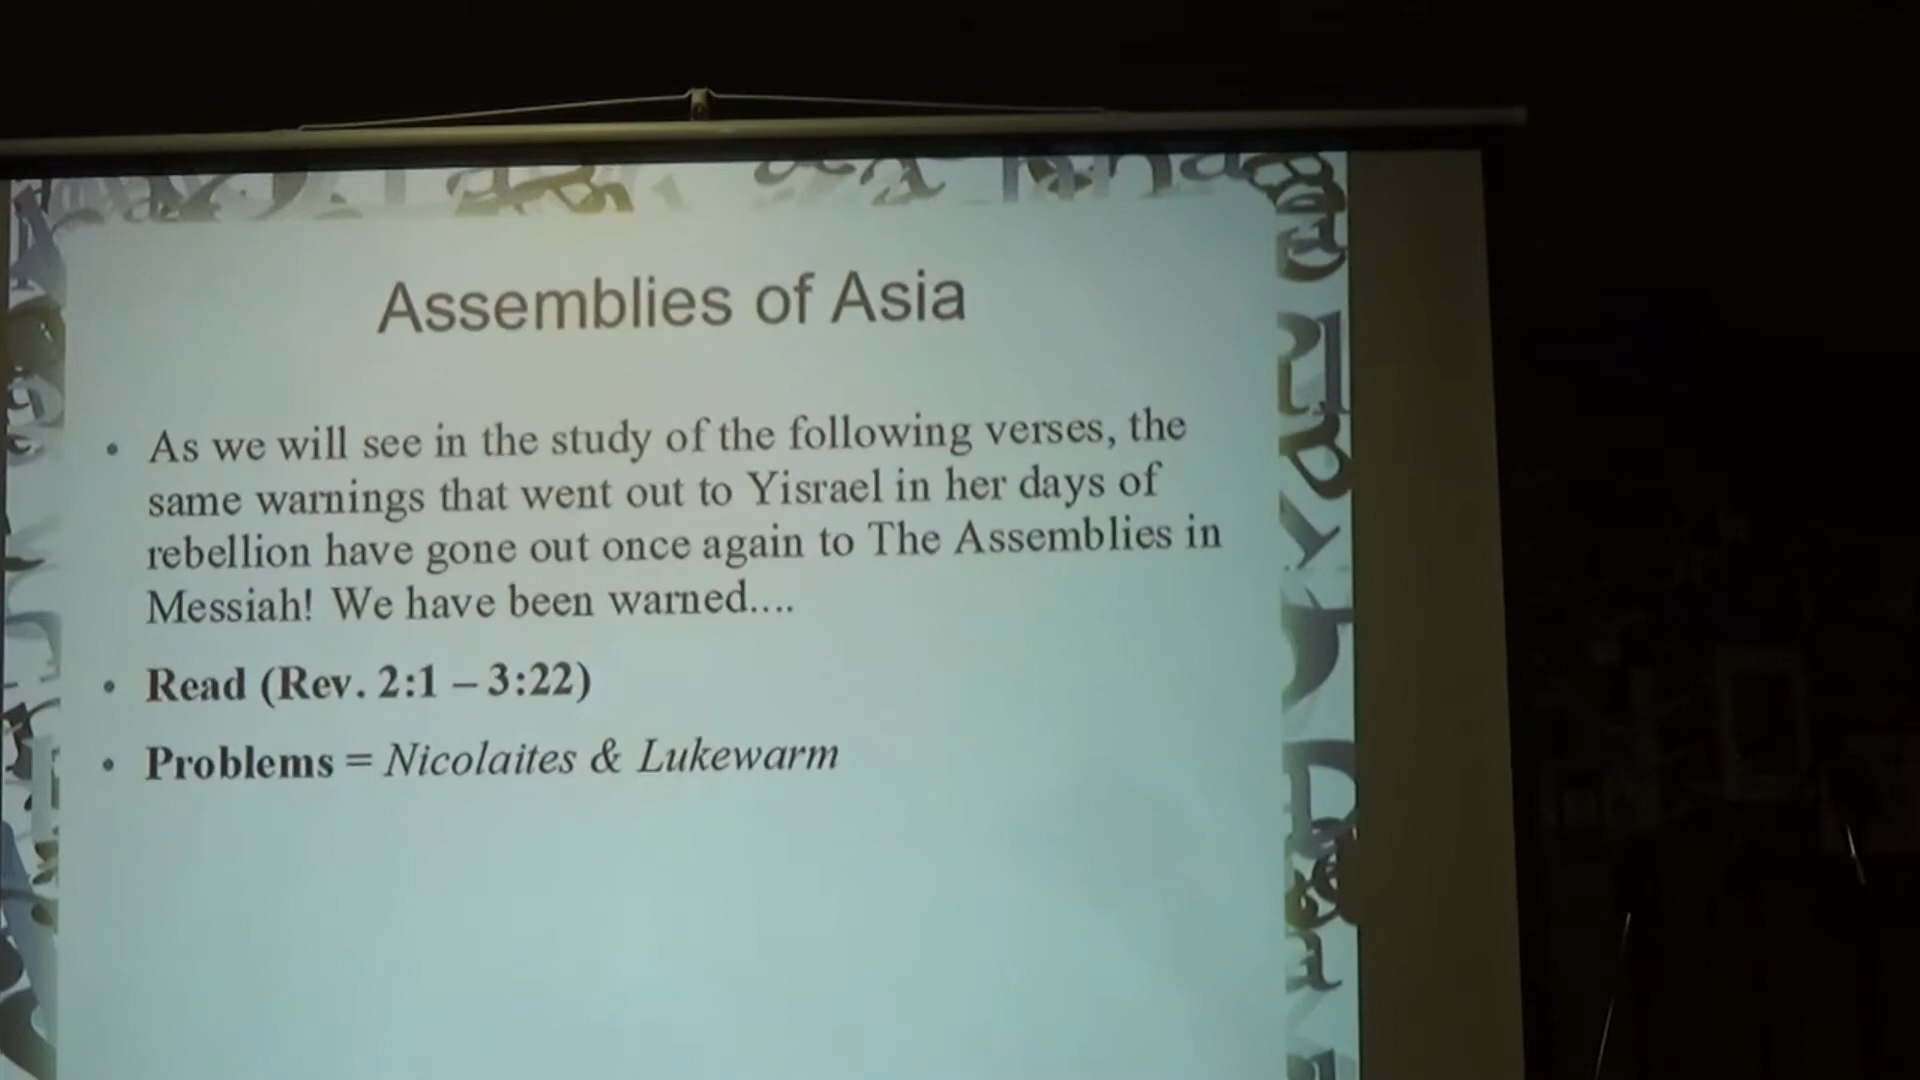 Assemblies of Asia
• As we will see in the study of the following verses, the
same warnings that went out to Yisrael in her days of
rebellion have gone out once again to The Assemblies in
Messiah! We have been warned....
• Read (Rev. 2:1 – 3:22)
• Problems = Nicolaites & Lukewarm